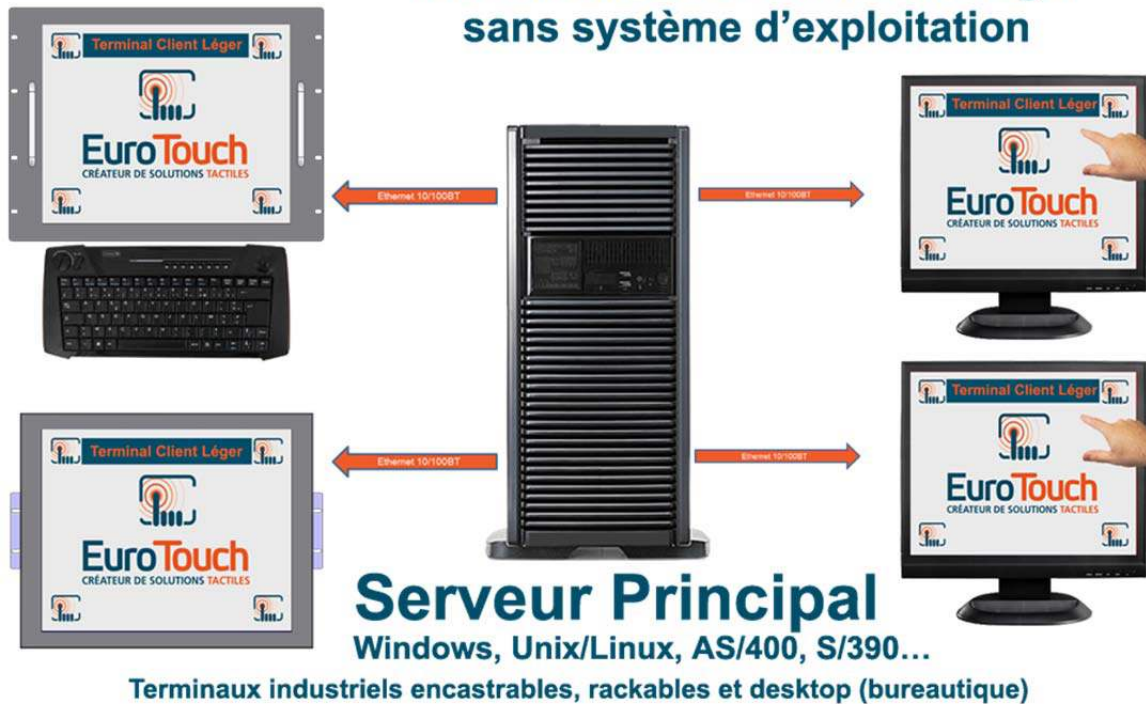 sans système d'exploitation
Terminal Client Léger
EuroTouch
CRÉATEUR DE SOLUTIONS TACTILES
Terminal Client Léger
EuroTouch
CRÉATEUR DE SOLUTIONS TACTILES
Ethernet 10/100BT
Ethernet 10/100BT
Terminal Client Léger
EuroTouch
CRÉATEUR DE SOLUTIONS TACTILES
Terminal Client Léger
EuroTouch
CRÉATEUR DE SOLUTIONS TACTILES
Ethernet 10/100BT
Ethernet 10/100BT
Serveur Principal
Windows, Unix/Linux, AS/400, S/390...
Terminaux industriels encastrables, rackables et desktop (bureautique)